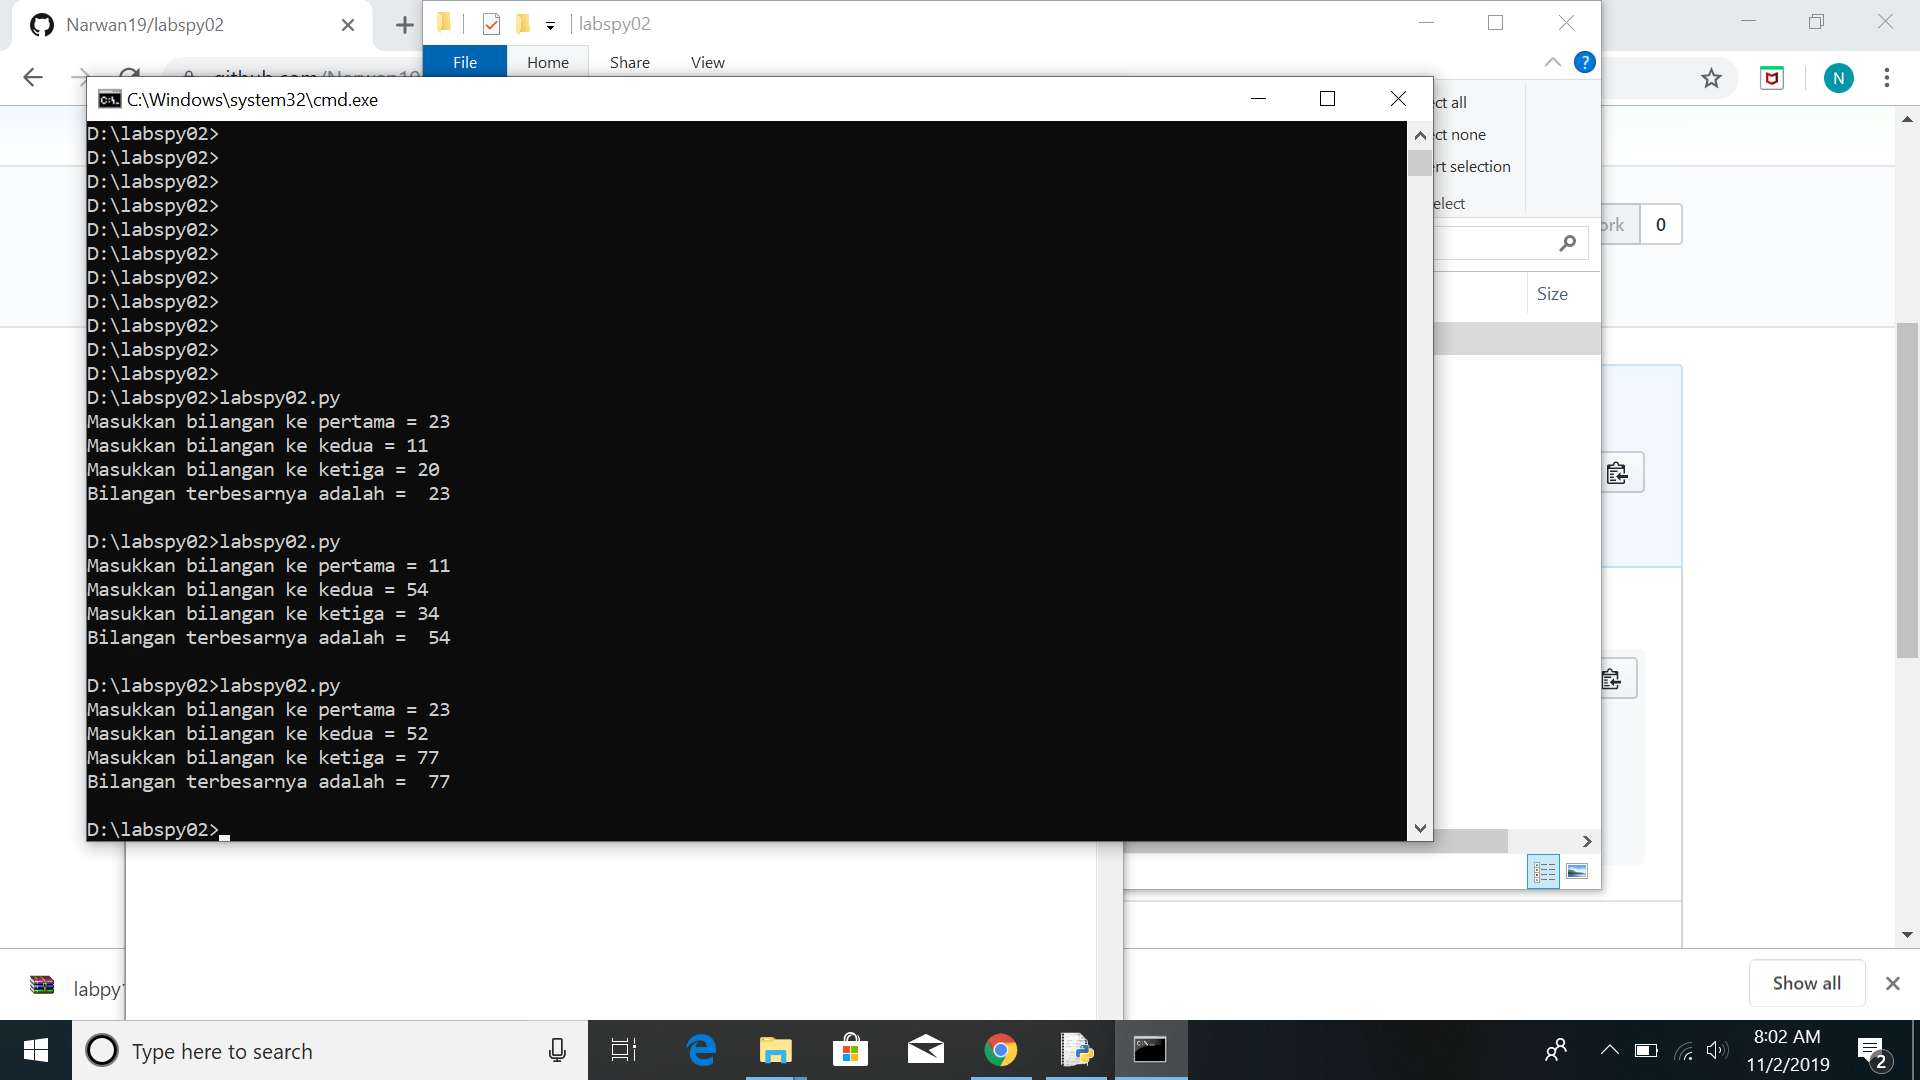 Narwan19/labspy02
labspy02
File
Home
Share
View
N
C:\Windows\system32\cmd.exe
ect all
ect none
ert selection
elect
ork
0
Size
D:\labspy02>
D:\labspy02>
D:\labspy02>
D:\labspy02>
D:\labspy02>
D:\labspy02>
D:\labspy02>
D:\labspy02>
D:\labspy02>
D:\labspy02>
D:\labspy02>
D:\labspy02>labspy02.py
Masukkan bilangan ke pertama = 23
Masukkan bilangan ke kedua = 11
Masukkan bilangan ke ketiga = 20
Bilangan terbesarnya adalah =  23
D:\labspy02>labspy02.py
Masukkan bilangan ke pertama = 11
Masukkan bilangan ke kedua = 54
Masukkan bilangan ke ketiga = 34
Bilangan terbesarnya adalah =  54
D:\labspy02>labspy02.py
Masukkan bilangan ke pertama = 23
Masukkan bilangan ke kedua = 52
Masukkan bilangan ke ketiga = 77
Bilangan terbesarnya adalah =  77
D:\labspy02>
labpy
Show all
Type here to search
8:02 AM
11/2/2019
2